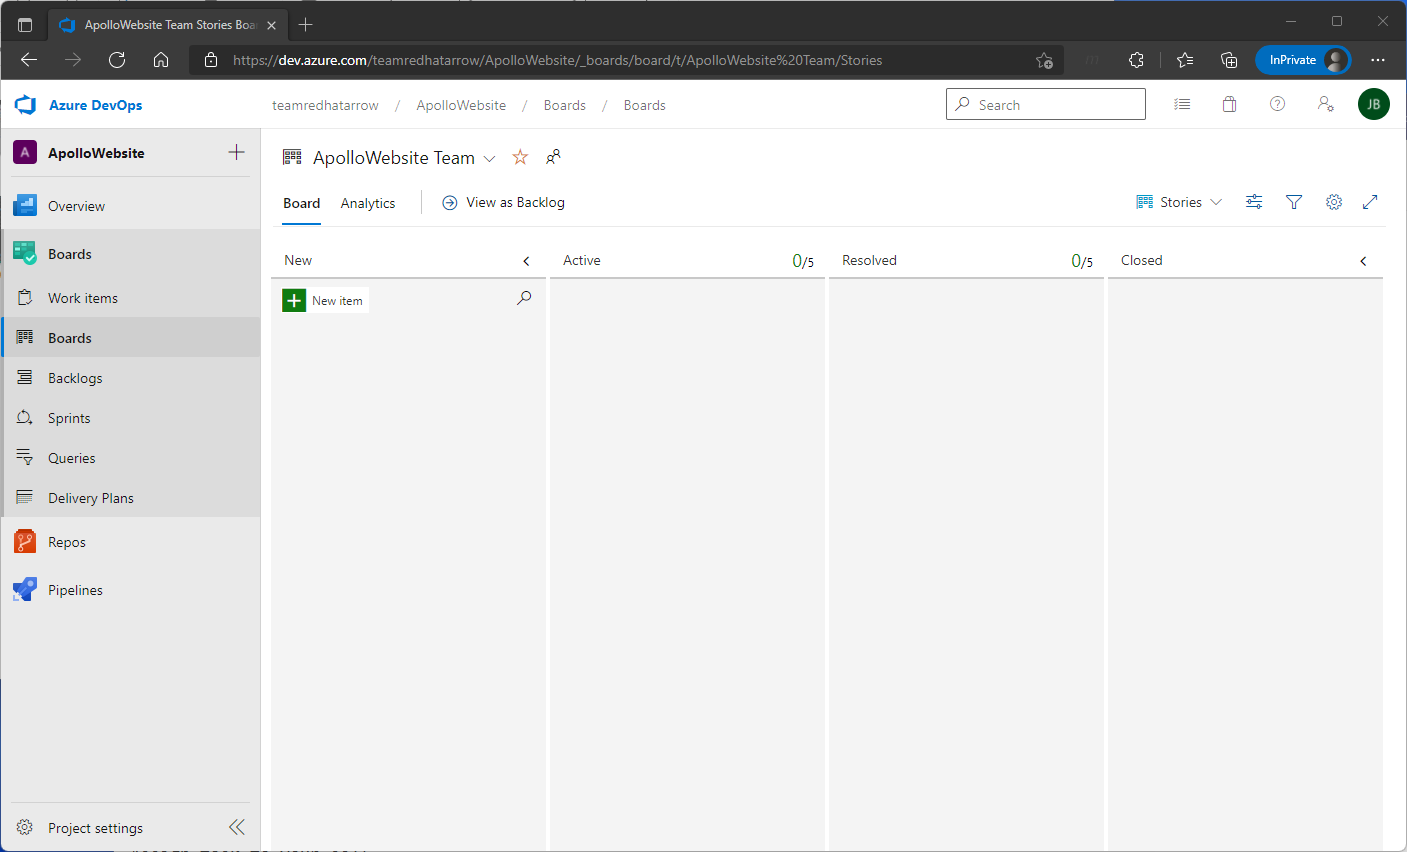 ApolloWebsite Team Stories Boa
https://dev.azure.com/teamredhatarrow/ApolloWebsite/_boards/board/t/ApolloWebsite%20Team/Stories
InPrivate
Azure DevOps
teamredhatarrow / ApolloWebsite / Boards / Boards
Search
JB
A ApolloWebsite
ApolloWebsite Team
Overview
Board Analytics View as Backlog
Stories
Boards
New
Active 0/5
Resolved 0/5
Closed
Work items
New item
Boards
Backlogs
Sprints
Queries
Delivery Plans
Repos
Pipelines
Project settings